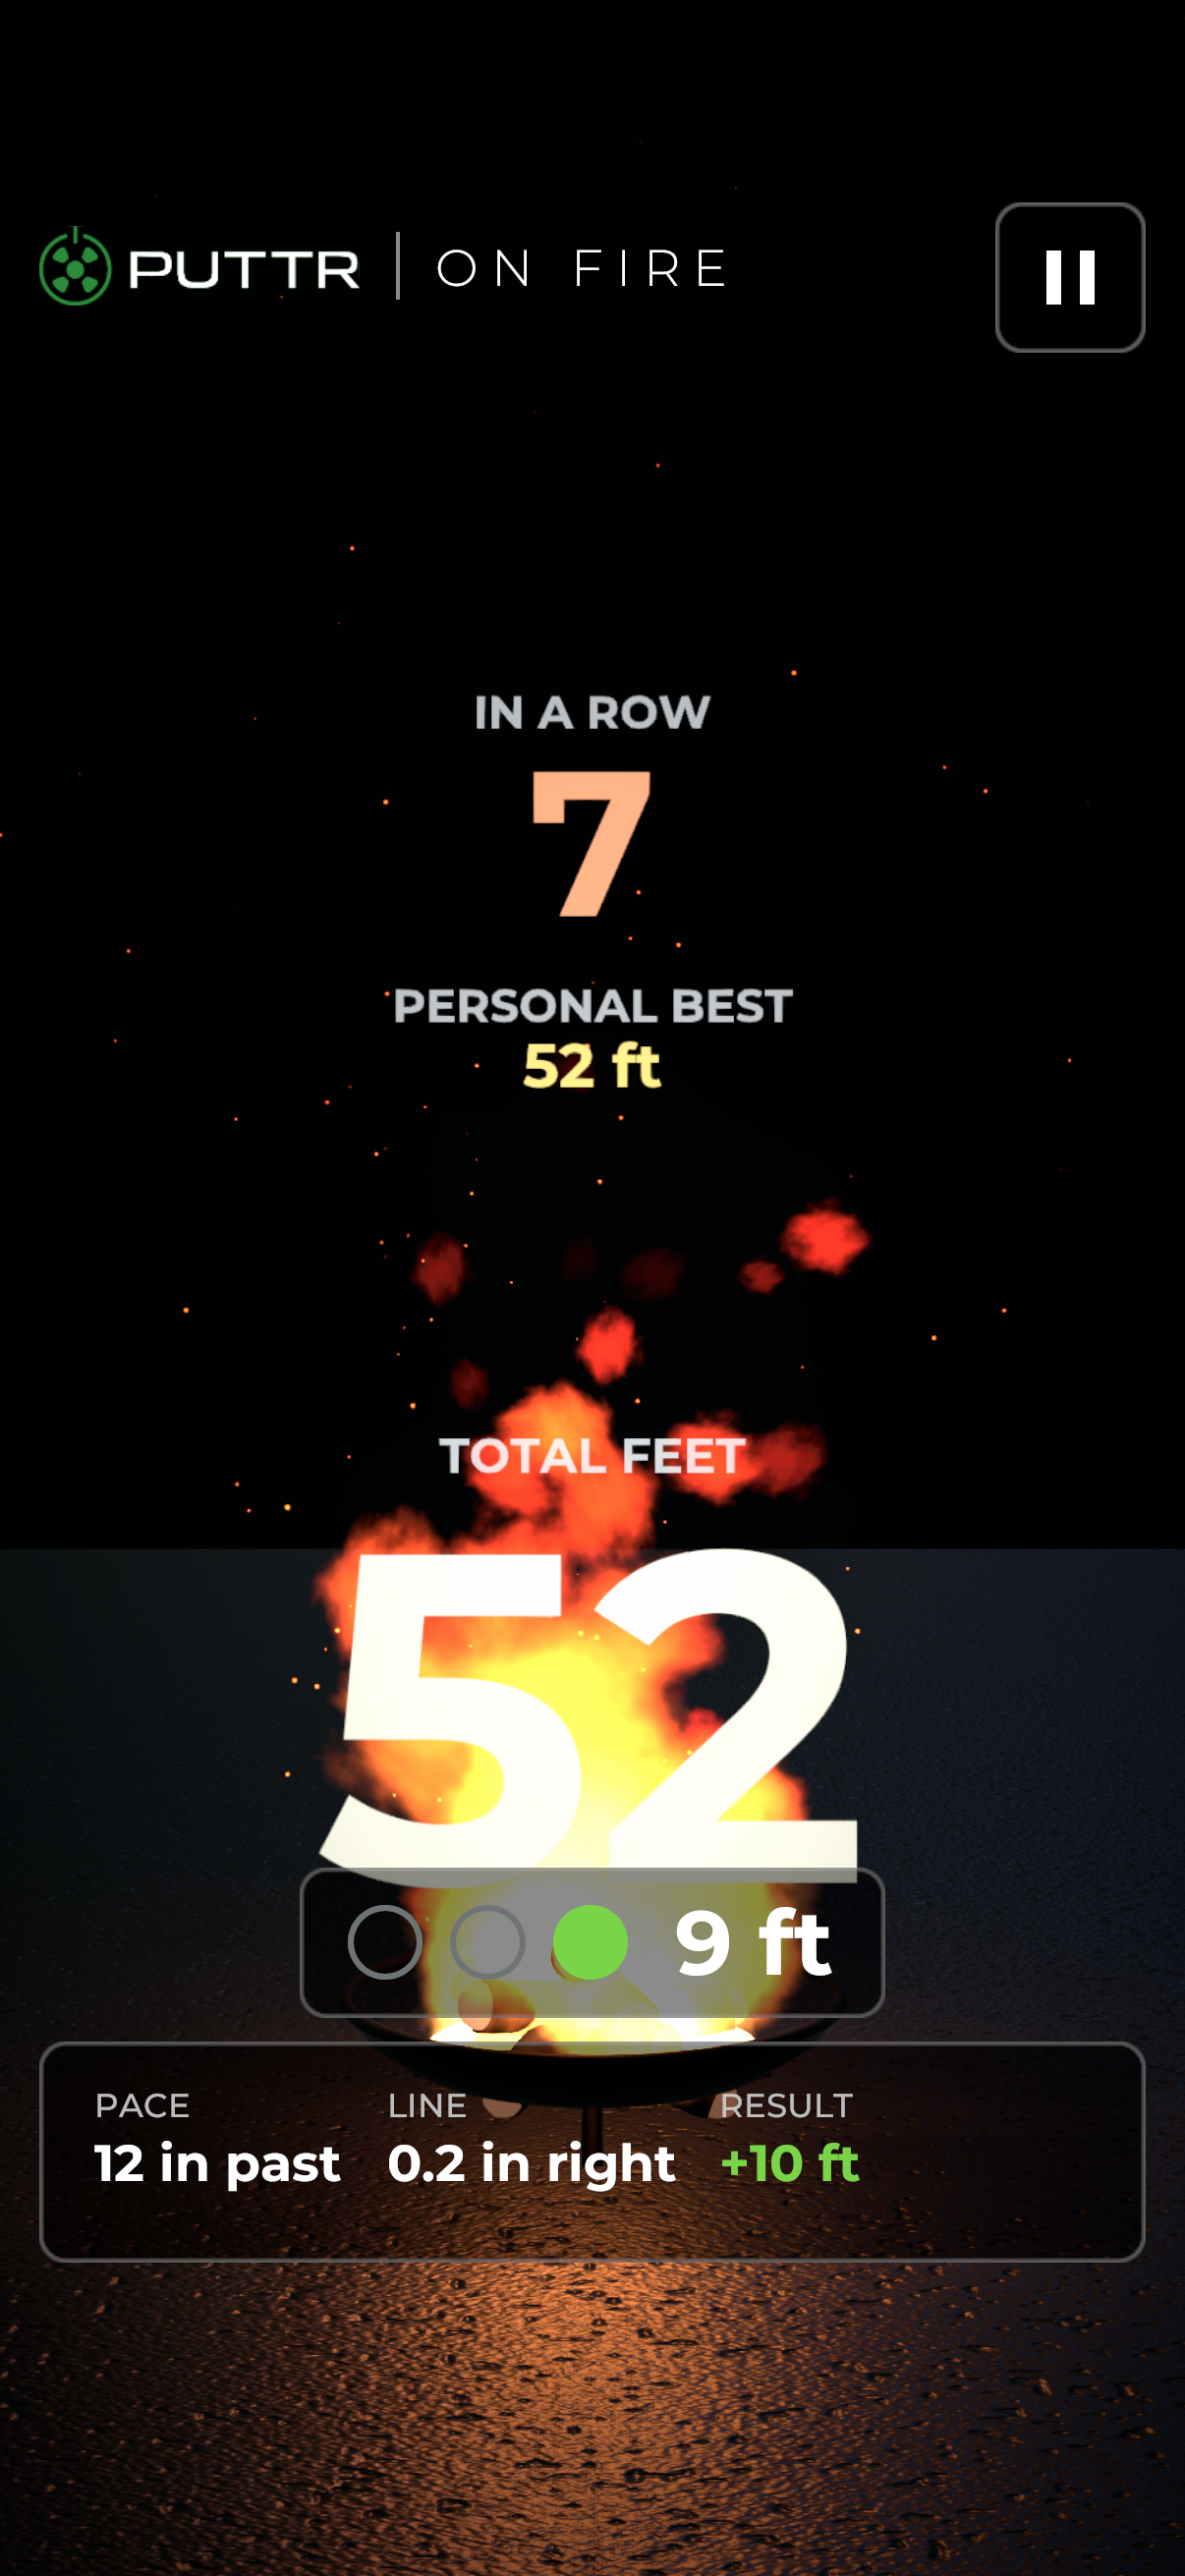 PUTTR | ON FIRE
IN A ROW
7
PERSONAL BEST
52 ft
TOTAL FEET
52
9 ft
PACE LINE RESULT
12 in past 0.2 in right +10 ft